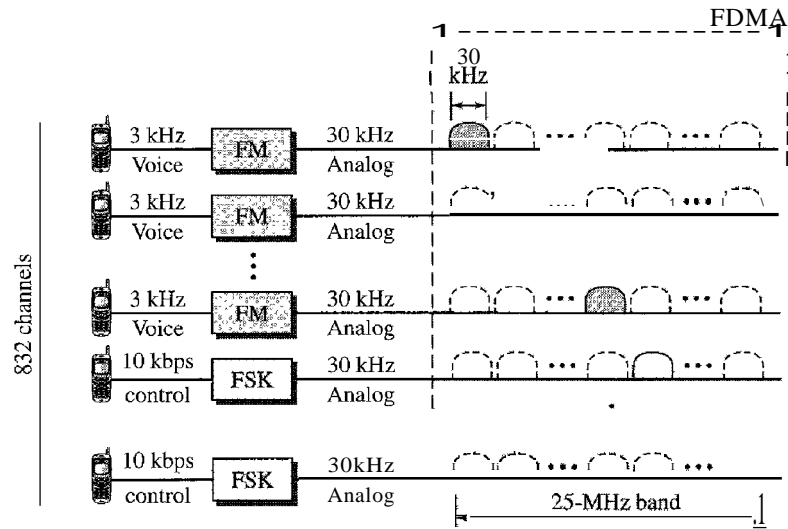 FDMA
30
kHz
3 kHz
Voice
FM
30 kHz
Analog
3 kHz
Voice
FM
30 kHz
Analog
3 kHz
Voice
FM
30 kHz
Analog
10 kbps
control
FSK
30 kHz
Analog
10 kbps
control
FSK
30kHz
Analog
832 channels
25-MHz band